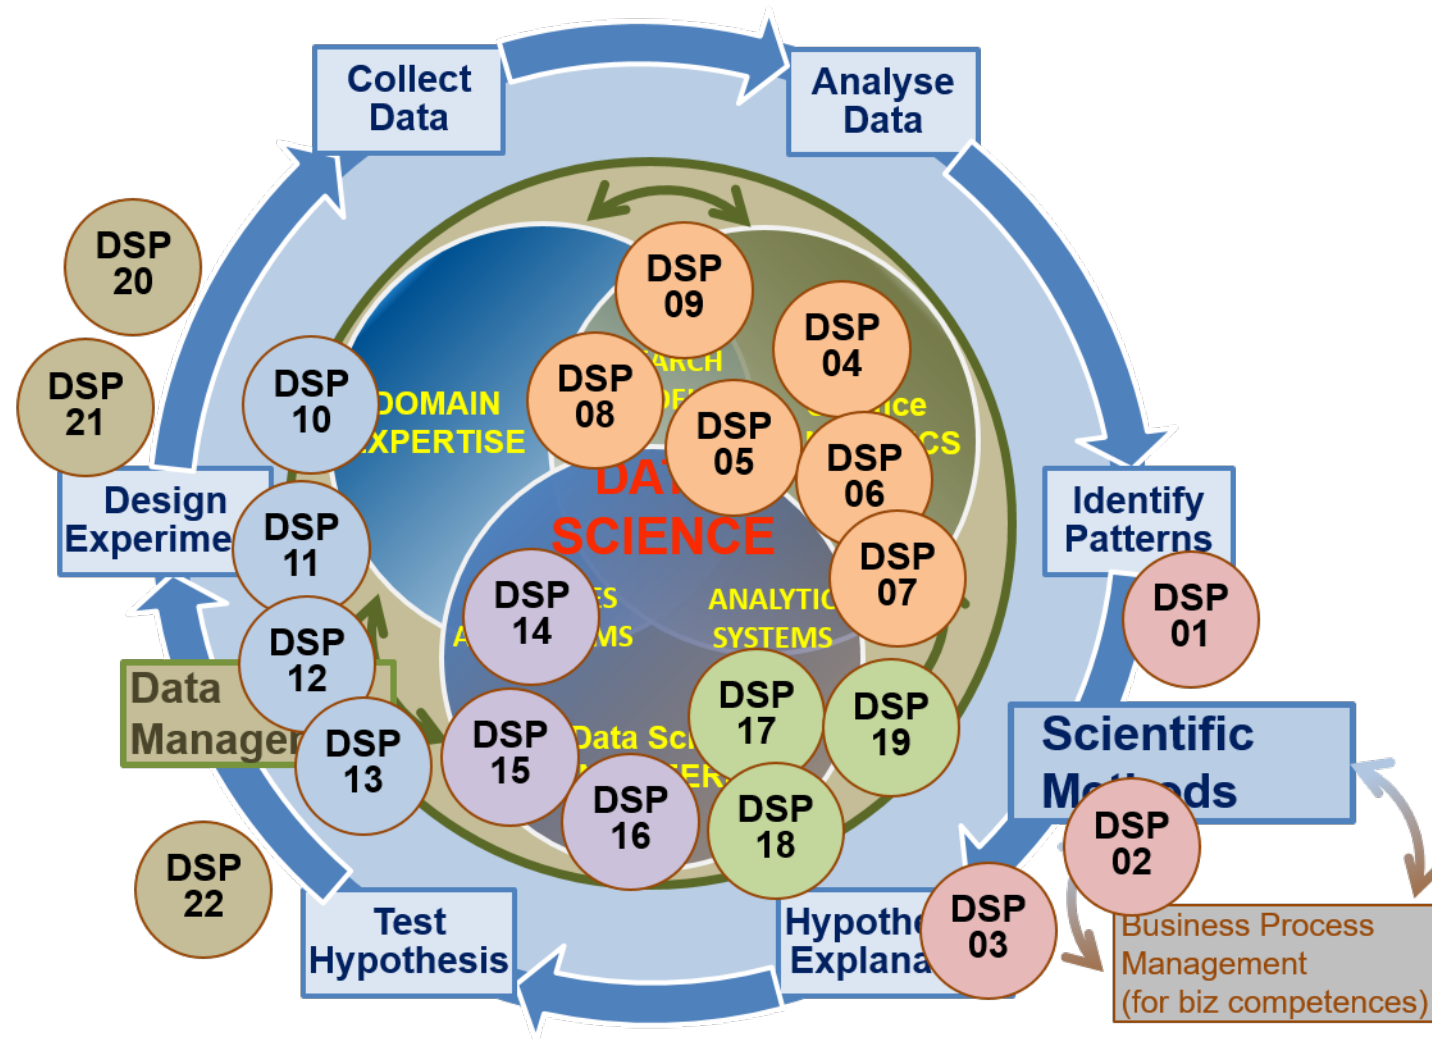 Collect
Data
Analyse
Data
DSP
20
DSP
09
DSP
04
DSP
21
DSP
10
DSP
08
DOMAIN
DSP
05
DSP
06
DATA
SCIENCE
Design
Identify
Patterns
DSP
11
DSP
07
DSP
14
ANALYTIC
SYSTEMS
DSP
01
DSP
12
Data
DSP
13
DSP
15
DSP
17
DSP
19
Data
DSP
16
DSP
18
Scientific
Methods
DSP
02
DSP
22
DSP
03
Test
Hypothesis
Business Process
Management
(for biz competences)